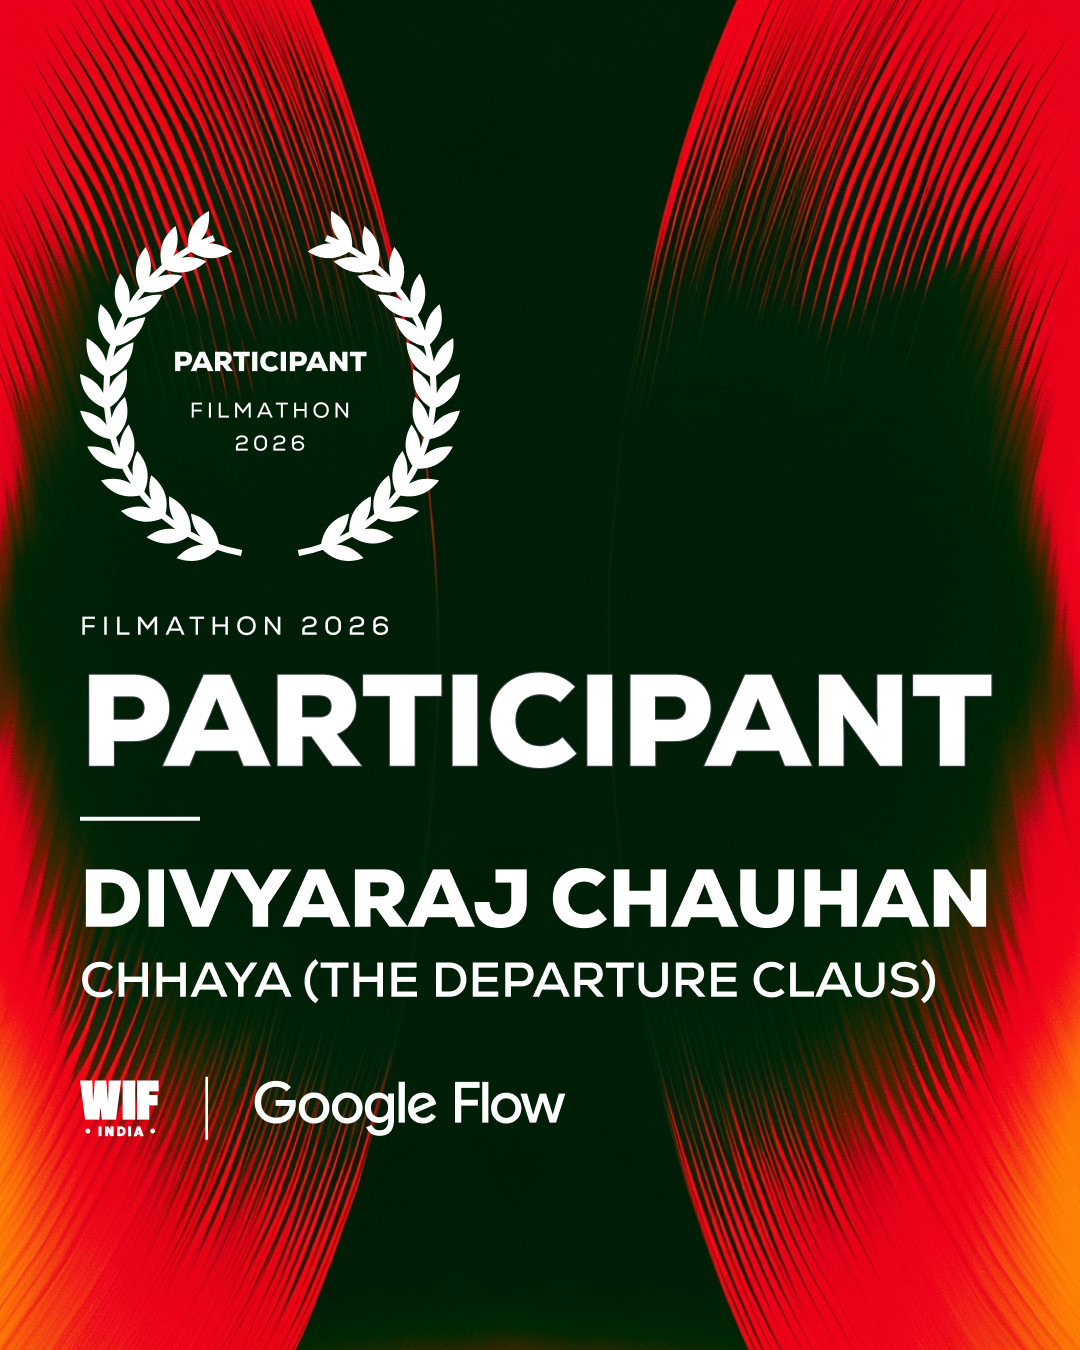 PARTICIPANT
FILMATHON
2026
FILMATHON 2026
PARTICIPANT
DIVYARAJ CHAUHAN
CHHAYA (THE DEPARTURE CLAUS)
WIF
• INDIA •
Google Flow